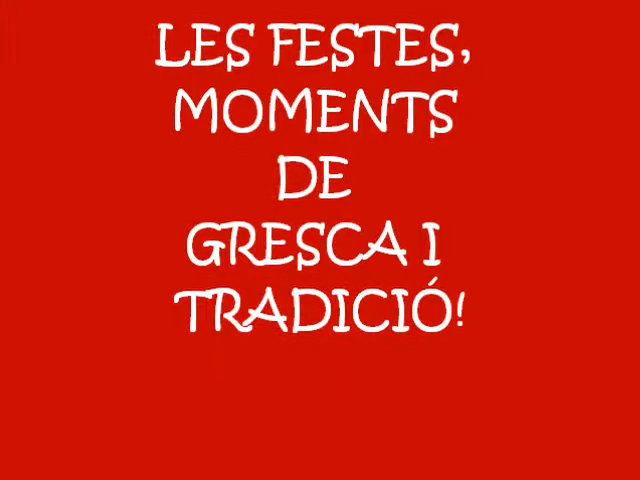 LES FESTES,
MOMENTS
DE
GRESCA I
TRADICIÓ!